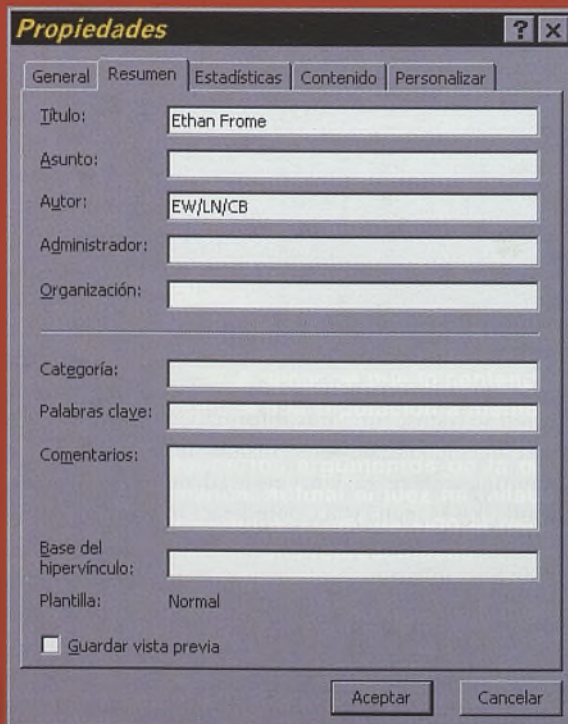 Propiedades ? ×
General Resumen Estadísticas Contenido Personalizar
Título: Ethan Frome
Asunto:
Autor: EW/LN/CB
Administrador:
Organización:
Categoría:
Palabras clave:
Comentarios:
Base del
hipervínculo:
Plantilla: Normal
Guardar vista previa
Aceptar Cancelar